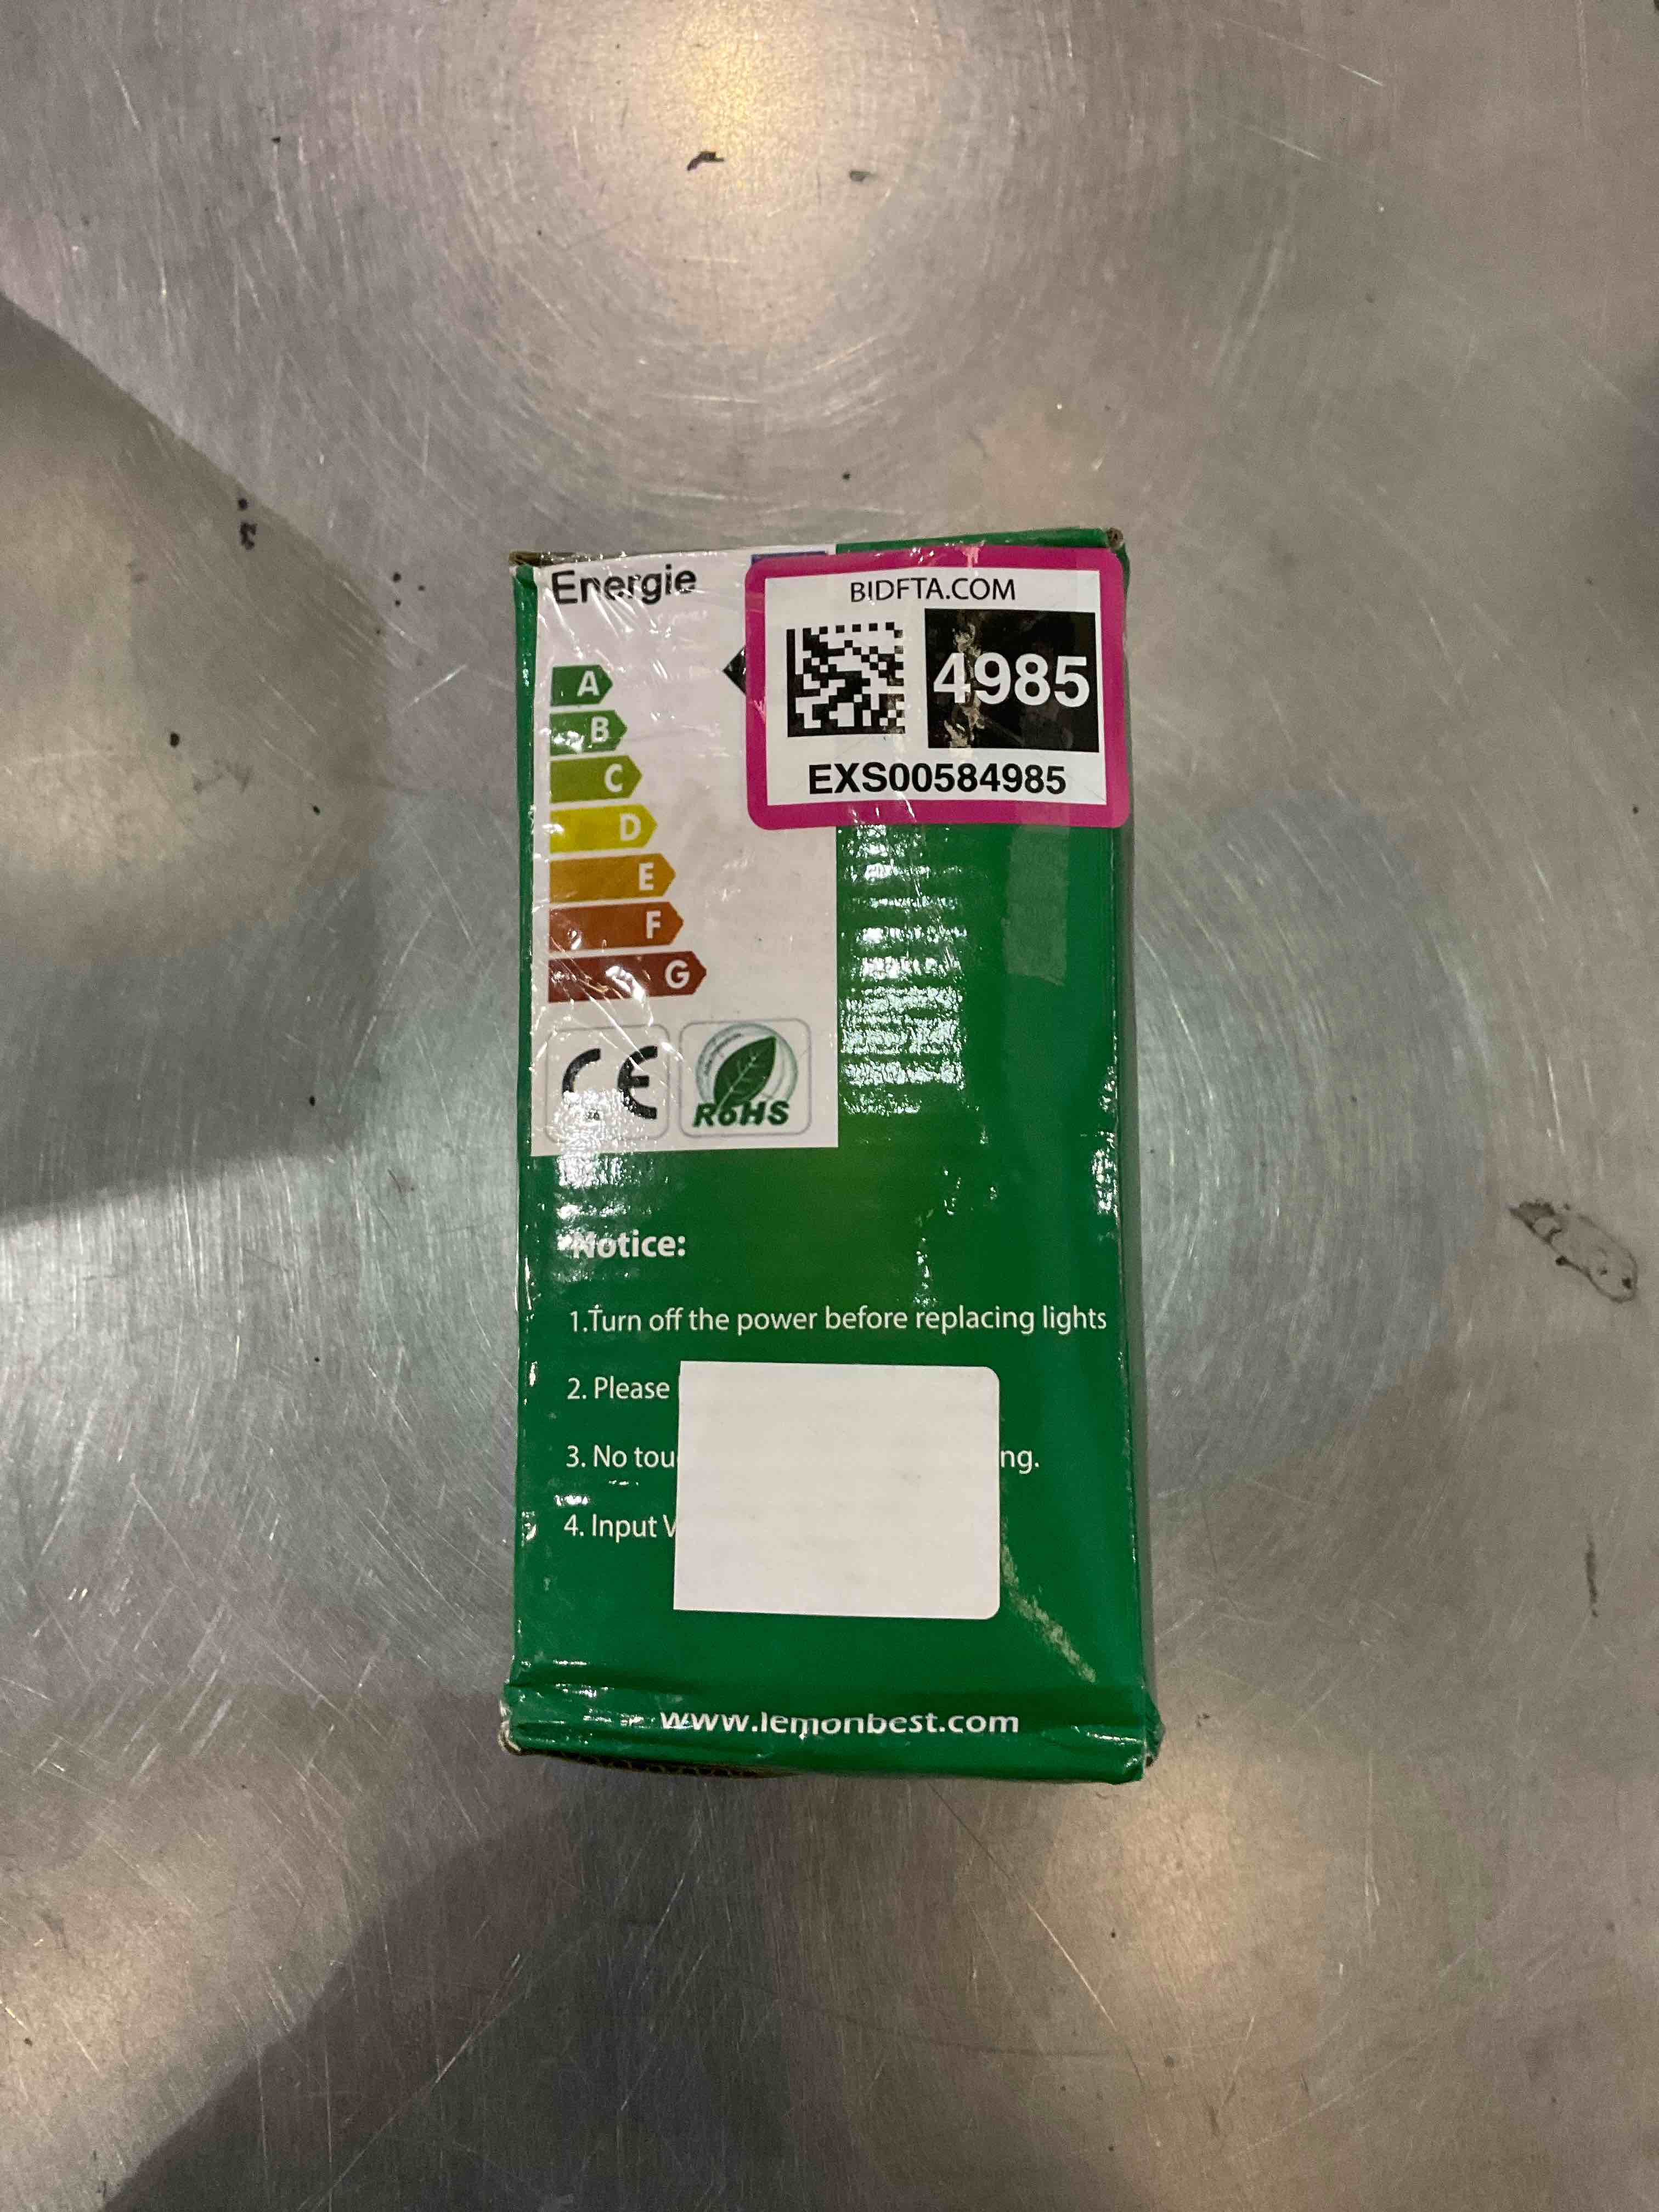 Energie
BIDFTA.COM
4985
EXS00584985
A
B
C
D
E
F
G
CE
RoHS
Notice:
1.Turn off the power before replacing lights
2. Please
3. No tou ng.
4. Input V
www.lemonbest.com